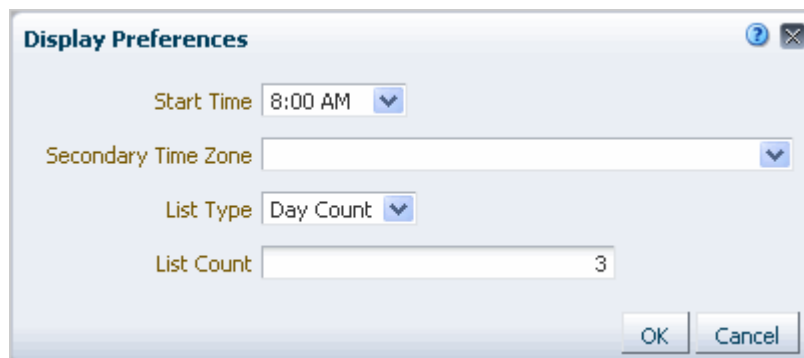 Display Preferences ?
Start Time 8:00 AM
Secondary Time Zone
List Type Day Count
List Count 3
OK Cancel